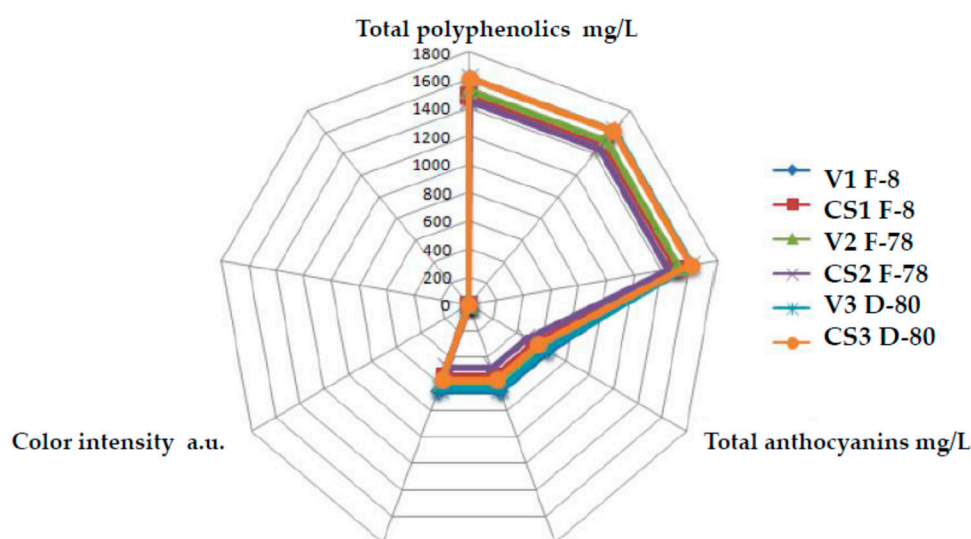 Total polyphenolics mg/L
1800
1600
1400
1200
1000
800
600
400
200
0
V1 F-8
CS1 F-8
V2 F-78
CS2 F-78
V3 D-80
CS3 D-80
Color intensity a.u.
Total anthocyanins mg/L